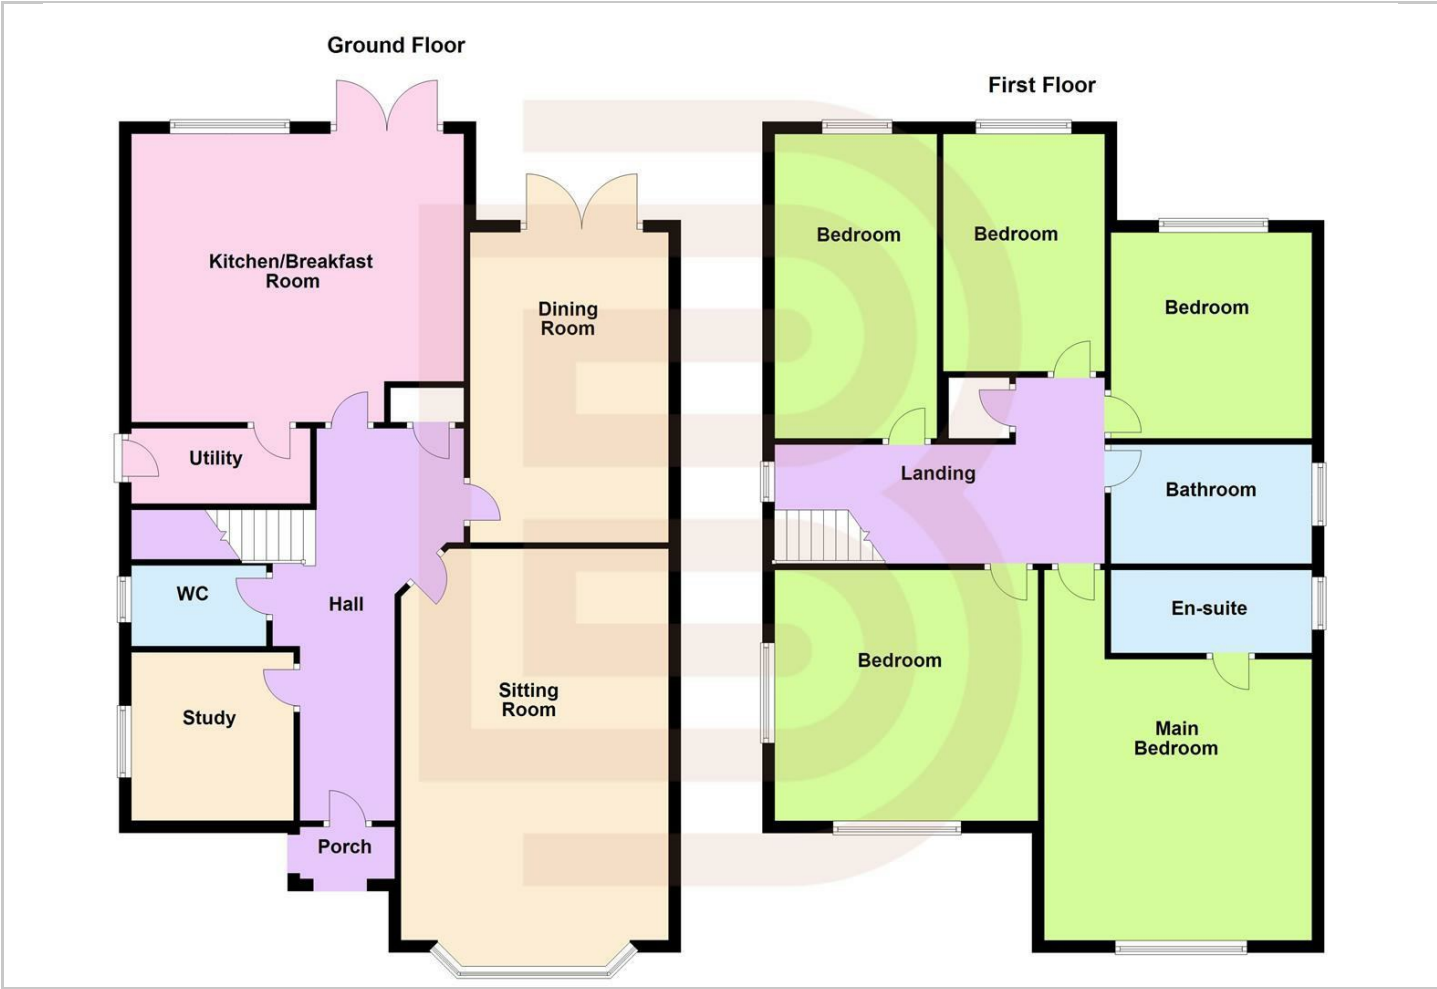 Ground Floor
Kitchen/Breakfast
Room
Dining
Room
Utility
WC
Hall
Study
Sitting
Room
Porch
First Floor
Bedroom
Bedroom
Bedroom
Landing
Bathroom
En-suite
Bedroom
Main
Bedroom